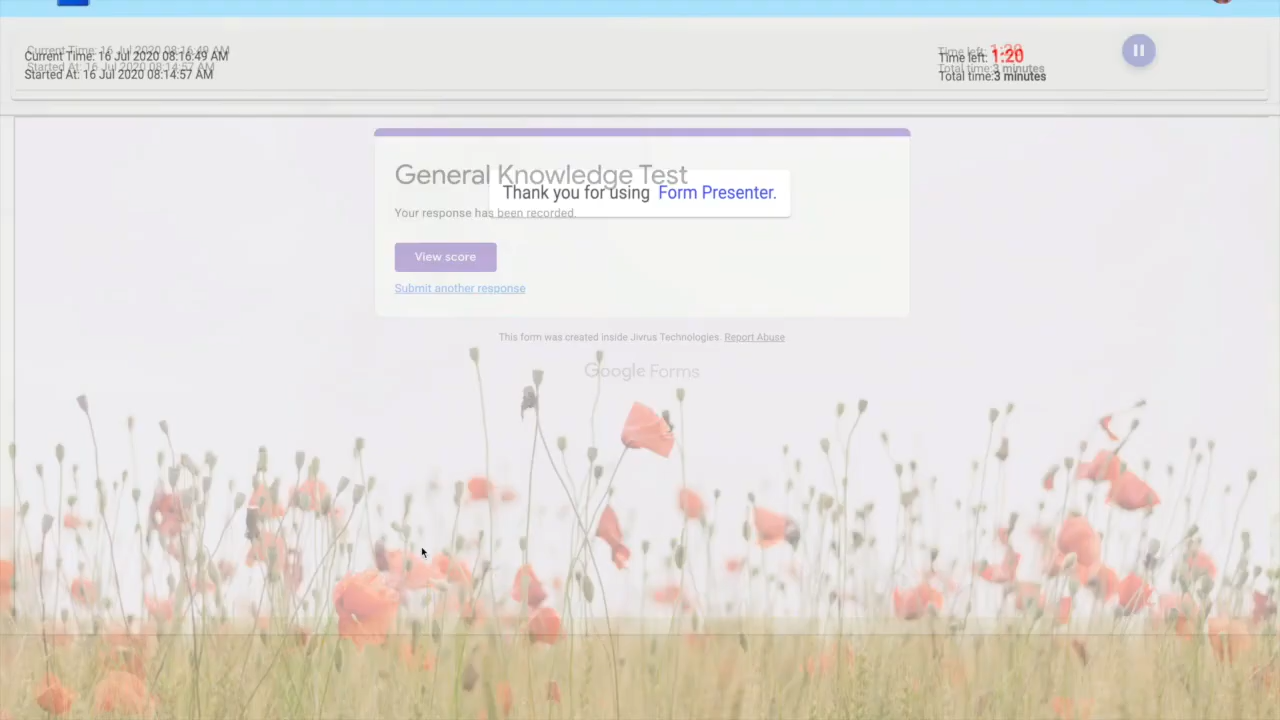 Current Time: 16 Jul 2020 08:16:49 AM
Started At: 16 Jul 2020 08:14:57 AM
Time left: 1:20
Total time:3 minutes
General Knowledge Test
Thank you for using Form Presenter.
Your response has been recorded.
View score
Submit another response
This form was created inside Jivrus Technologies. Report Abuse
Google Forms